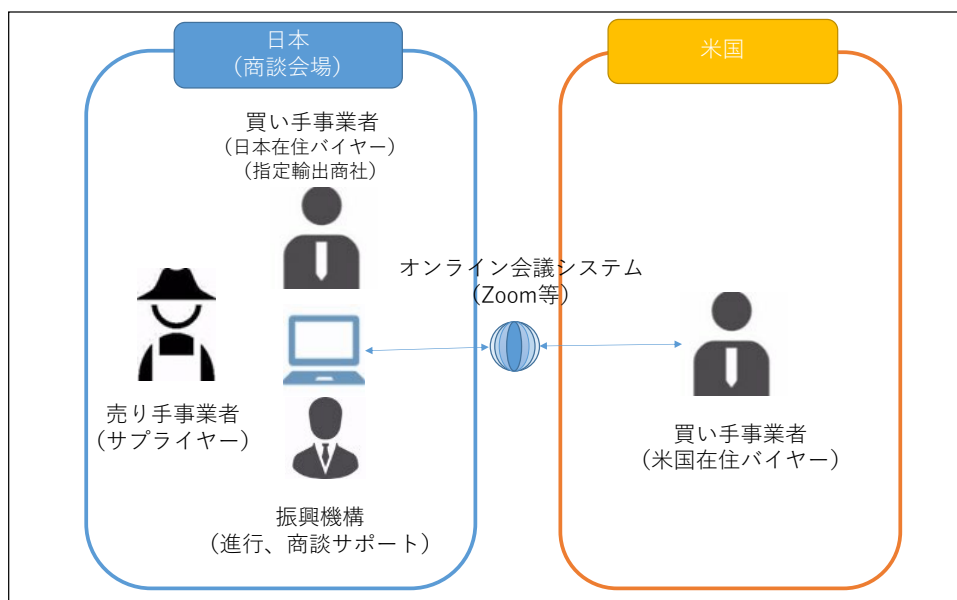 日本
（商談会場）
米国
買い手事業者
（日本在住バイヤー）
（指定輸出商社）
オンライン会議システム
（Zoom等）
売り手事業者
（サプライヤー）
買い手事業者
（米国在住バイヤー）
振興機構
（進行、商談サポート）